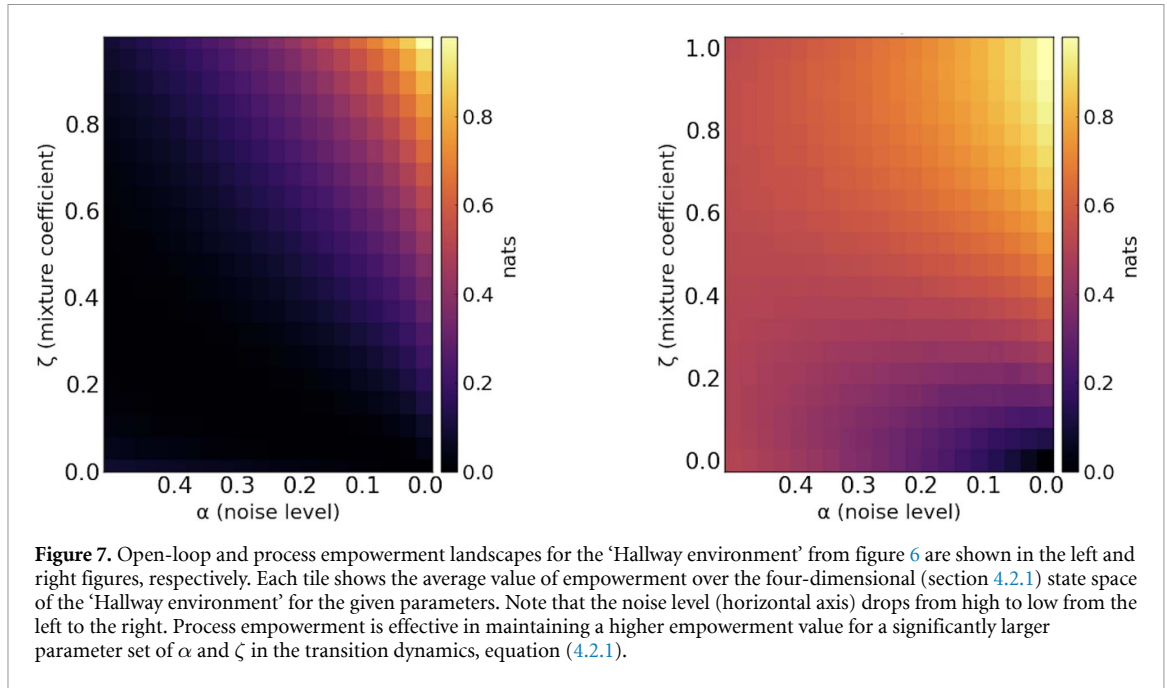 0.8
0.6
0.4
0.2
0.0
ζ (mixture coefficient)
0.4 0.3 0.2 0.1 0.0
α (noise level)
0.8
0.6
0.4
0.2
0.0
nats
1.0
0.8
0.6
0.4
0.2
0.0
ζ (mixture coefficient)
0.4 0.3 0.2 0.1 0.0
α (noise level)
0.8
0.6
0.4
0.2
0.0
nats
Figure 7. Open-loop and process empowerment landscapes for the ‘Hallway environment’ from figure 6 are shown in the left and
right figures, respectively. Each tile shows the average value of empowerment over the four-dimensional (section 4.2.1) state space
of the ‘Hallway environment’ for the given parameters. Note that the noise level (horizontal axis) drops from high to low from the
left to the right. Process empowerment is effective in maintaining a higher empowerment value for a significantly larger
parameter set of α and ζ in the transition dynamics, equation (4.2.1).